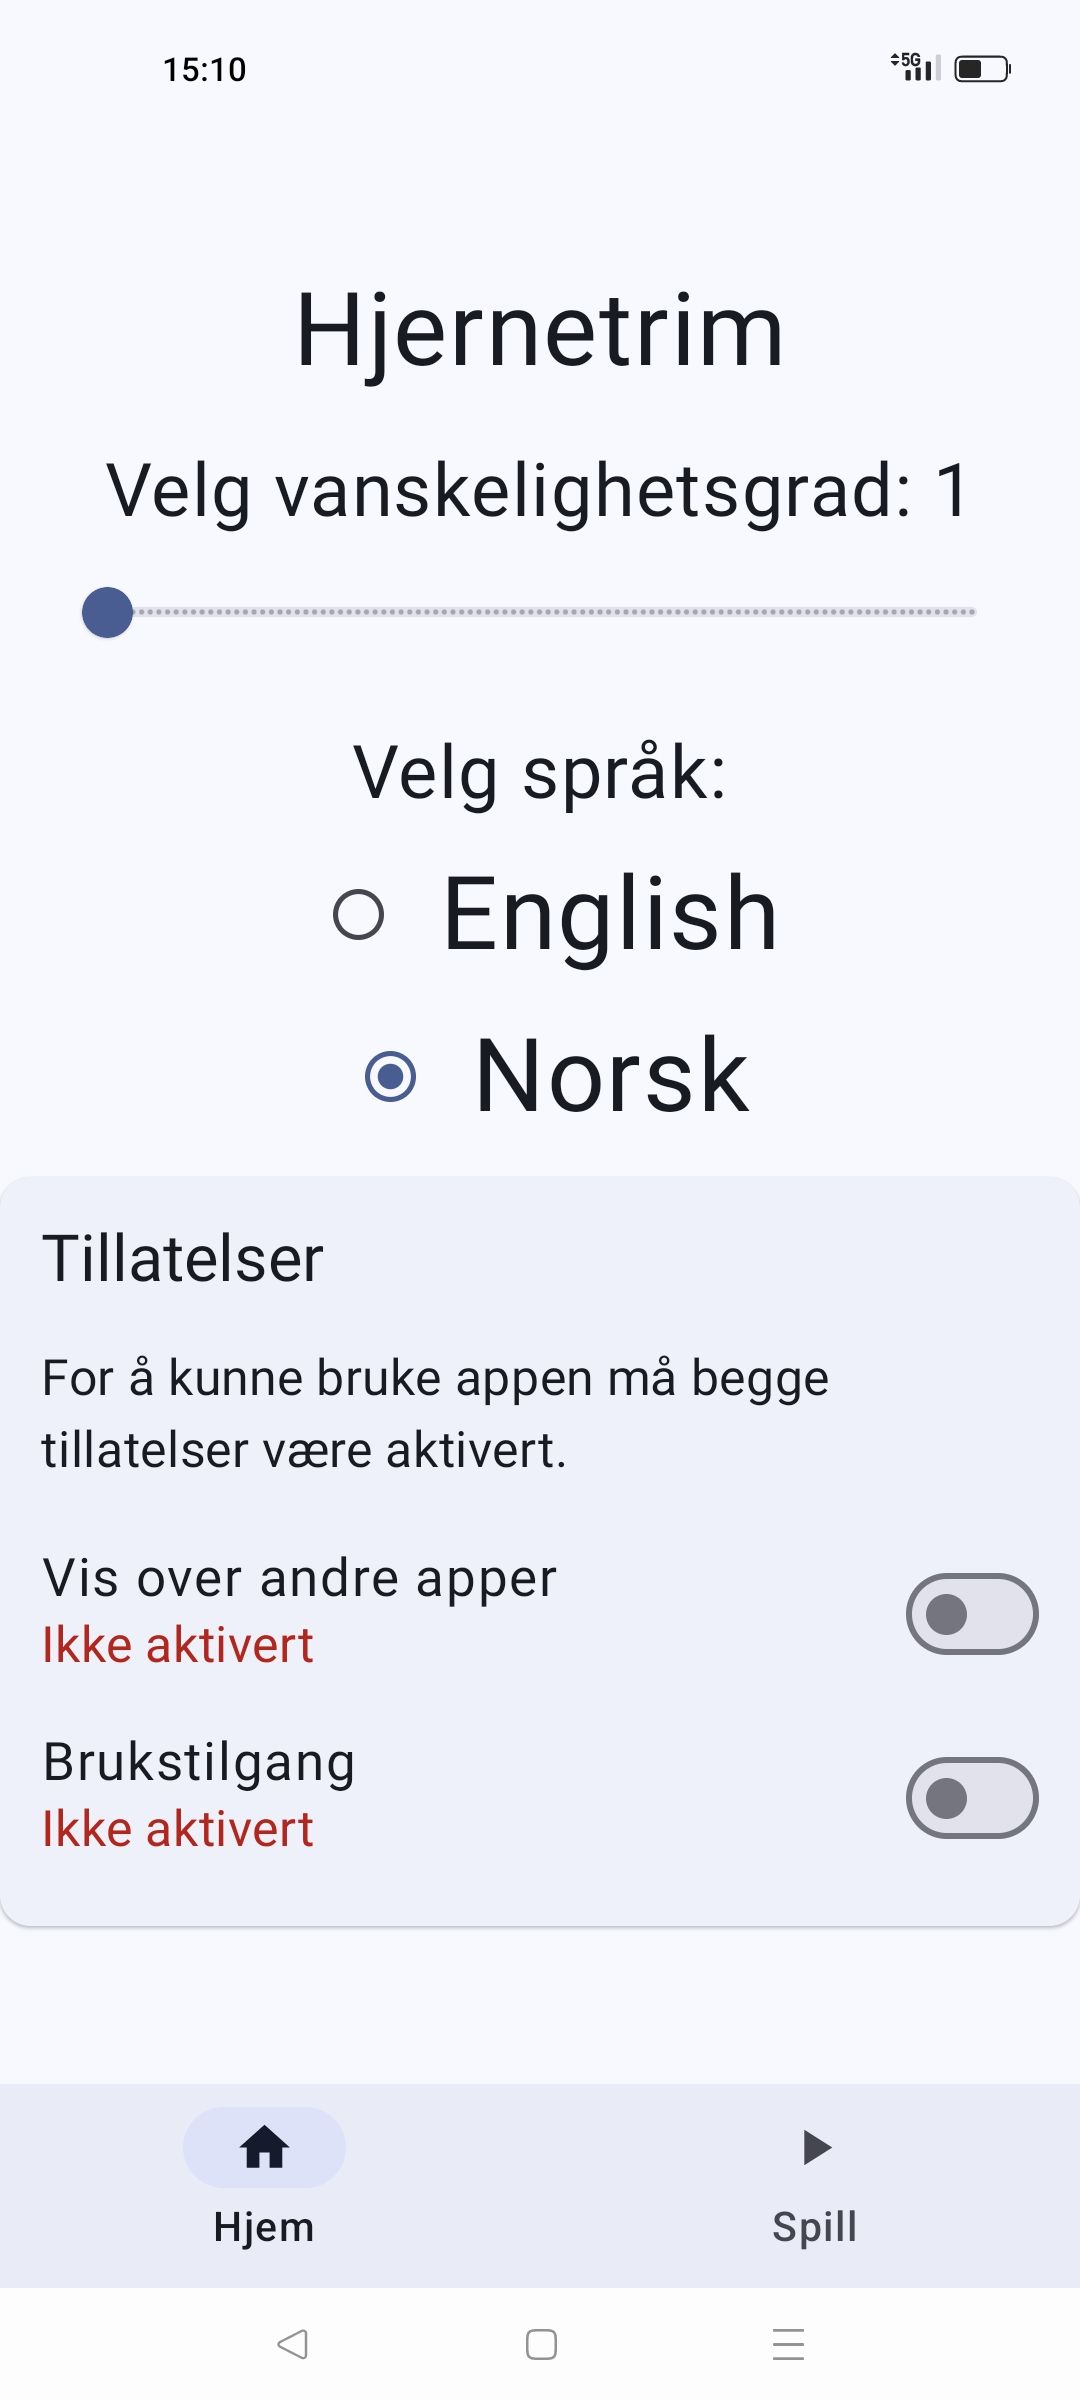 15:10
5G
Hjernetrim
Velg vanskelighetsgrad: 1
Velg språk:
English
Norsk
Tillatelser
For å kunne bruke appen må begge
tillatelser være aktivert.
Vis over andre apper
Ikke aktivert
Brukstilgang
Ikke aktivert
Hjem
Spill